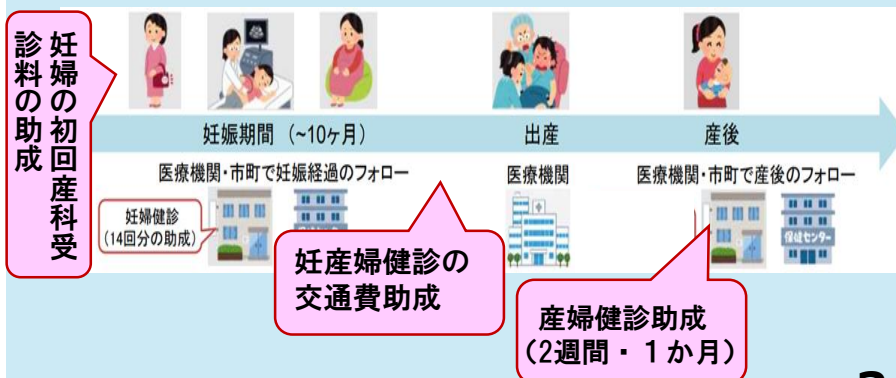 妊婦の初回産科受
診料の助成
妊娠期間（~10ヶ月）
出産
産後
医療機関・市町で妊娠経過のフォロー
医療機関
医療機関・市町で産後のフォロー
妊婦健診
(14回分の助成)
保健センター
妊産婦健診の
交通費助成
産婦健診助成
（2週間・１か月）